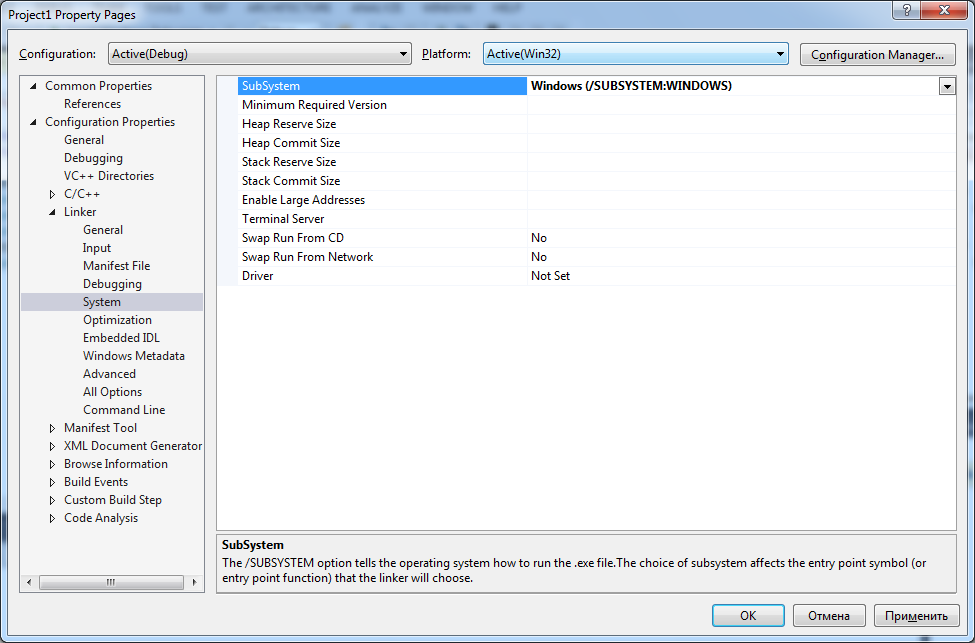 Project1 Property Pages
Configuration: Active(Debug) Platform: Active(Win32) Configuration Manager...
Common Properties
References
Configuration Properties
General
Debugging
VC++ Directories
C/C++
Linker
General
Input
Manifest File
Debugging
System
Optimization
Embedded IDL
Windows Metadata
Advanced
All Options
Command Line
Manifest Tool
XML Document Generator
Browse Information
Build Events
Custom Build Step
Code Analysis
SubSystem Windows (/SUBSYSTEM:WINDOWS)
Minimum Required Version
Heap Reserve Size
Heap Commit Size
Stack Reserve Size
Stack Commit Size
Enable Large Addresses
Terminal Server
Swap Run From CD No
Swap Run From Network No
Driver Not Set
SubSystem
The /SUBSYSTEM option tells the operating system how to run the .exe file.The choice of subsystem affects the entry point symbol (or
entry point function) that the linker will choose.
OK Отмена Применить